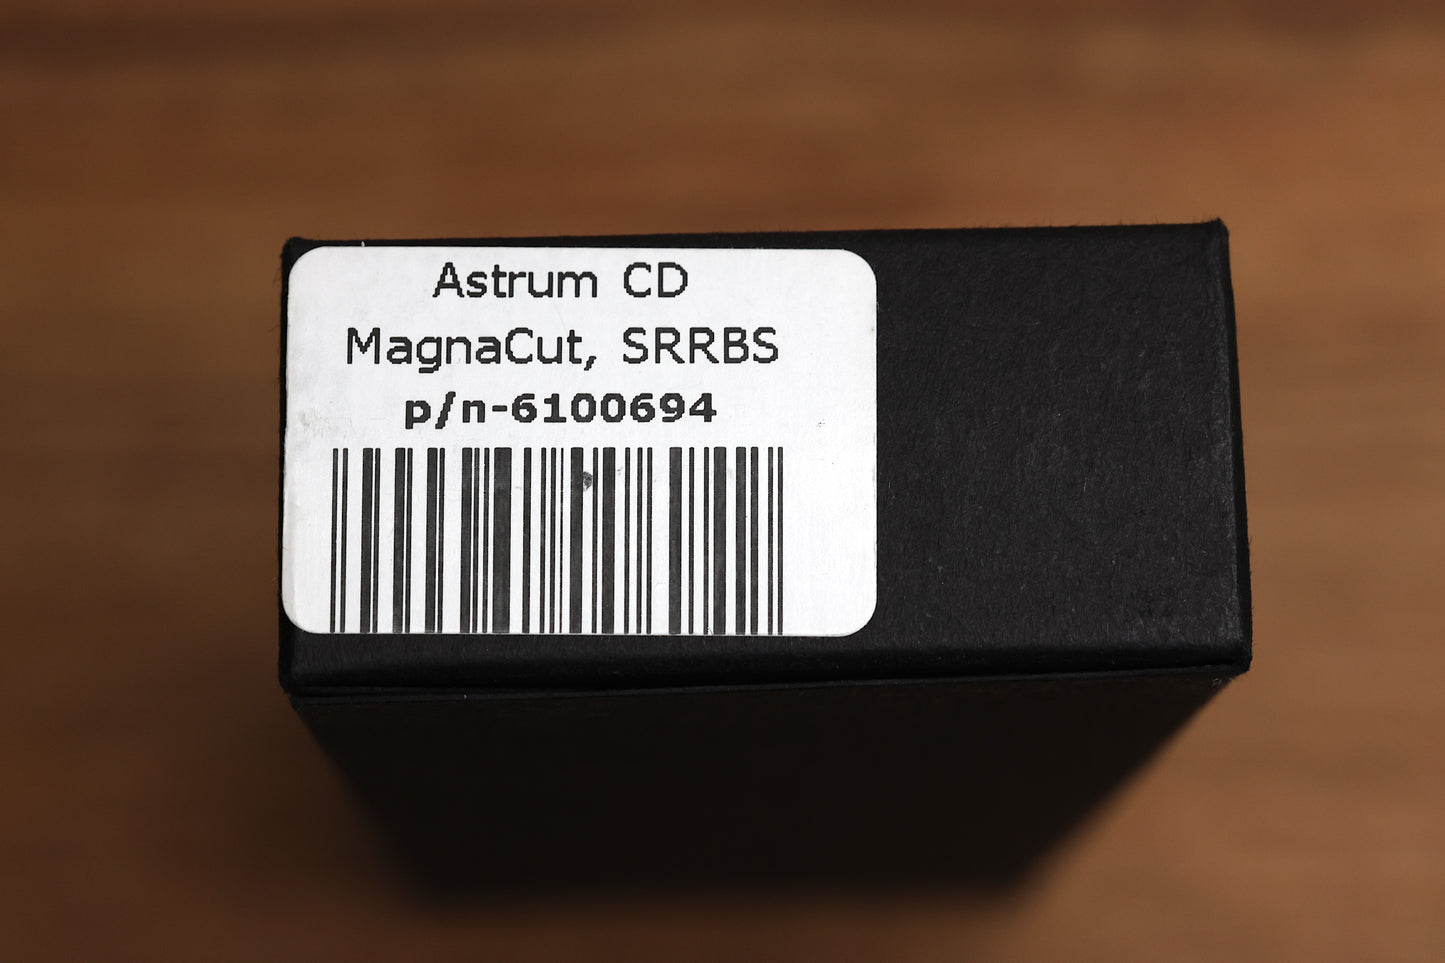 Astrum CD
MagnaCut, SRRBS
p/n-6100694